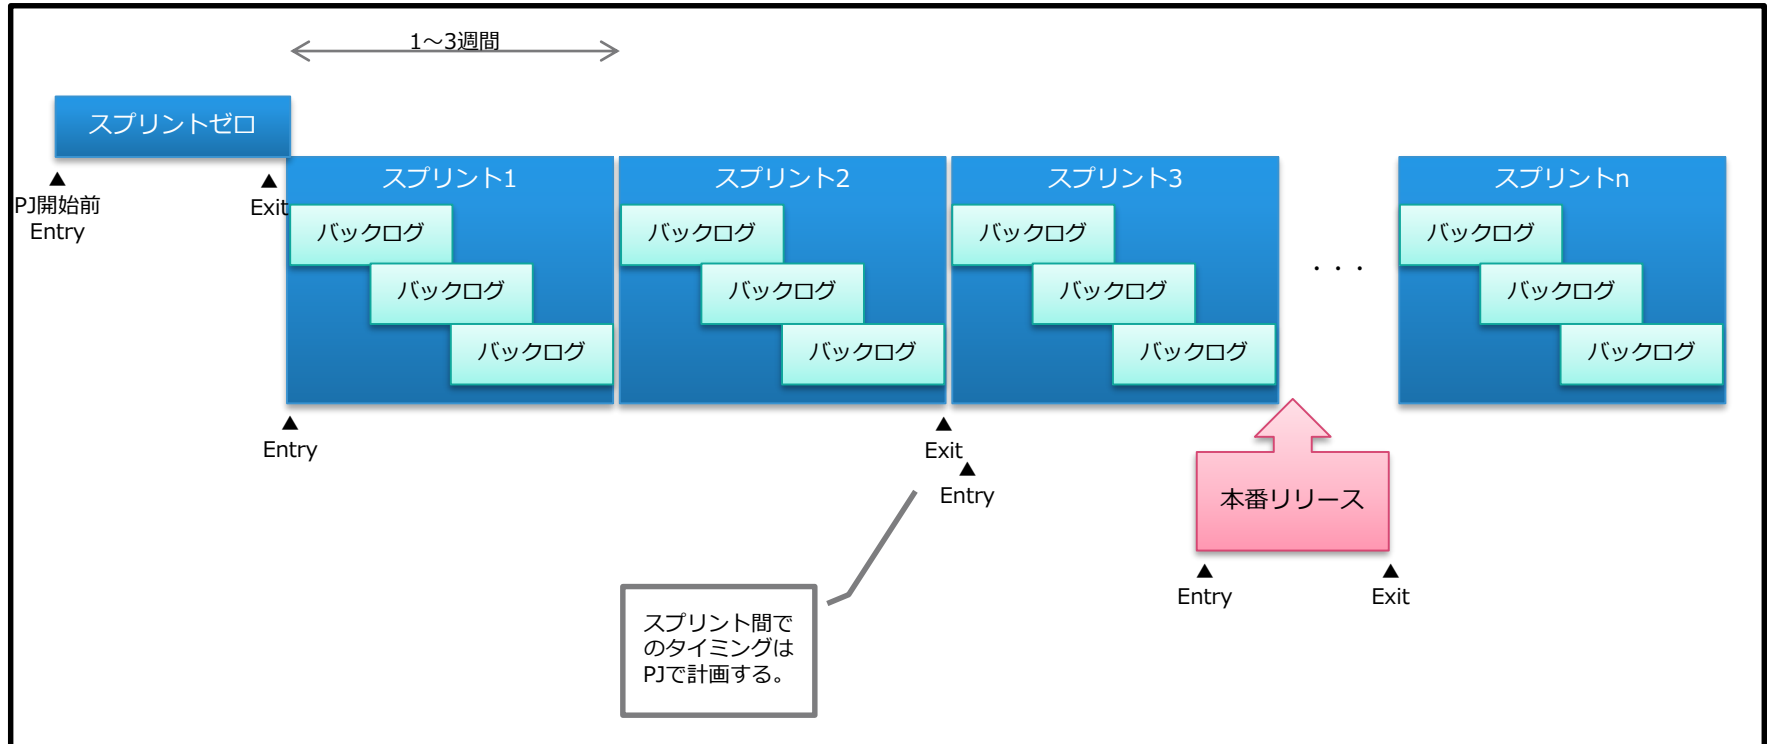 1～3週間
スプリントゼロ
PJ開始前
Entry
Exit
スプリント1
バックログ
バックログ
バックログ
スプリント2
バックログ
バックログ
バックログ
スプリント3
バックログ
バックログ
バックログ
・・・
スプリントn
バックログ
バックログ
バックログ
Entry
Exit
Entry
本番リリース
Entry
Exit
スプリント間で
のタイミングは
PJで計画する。